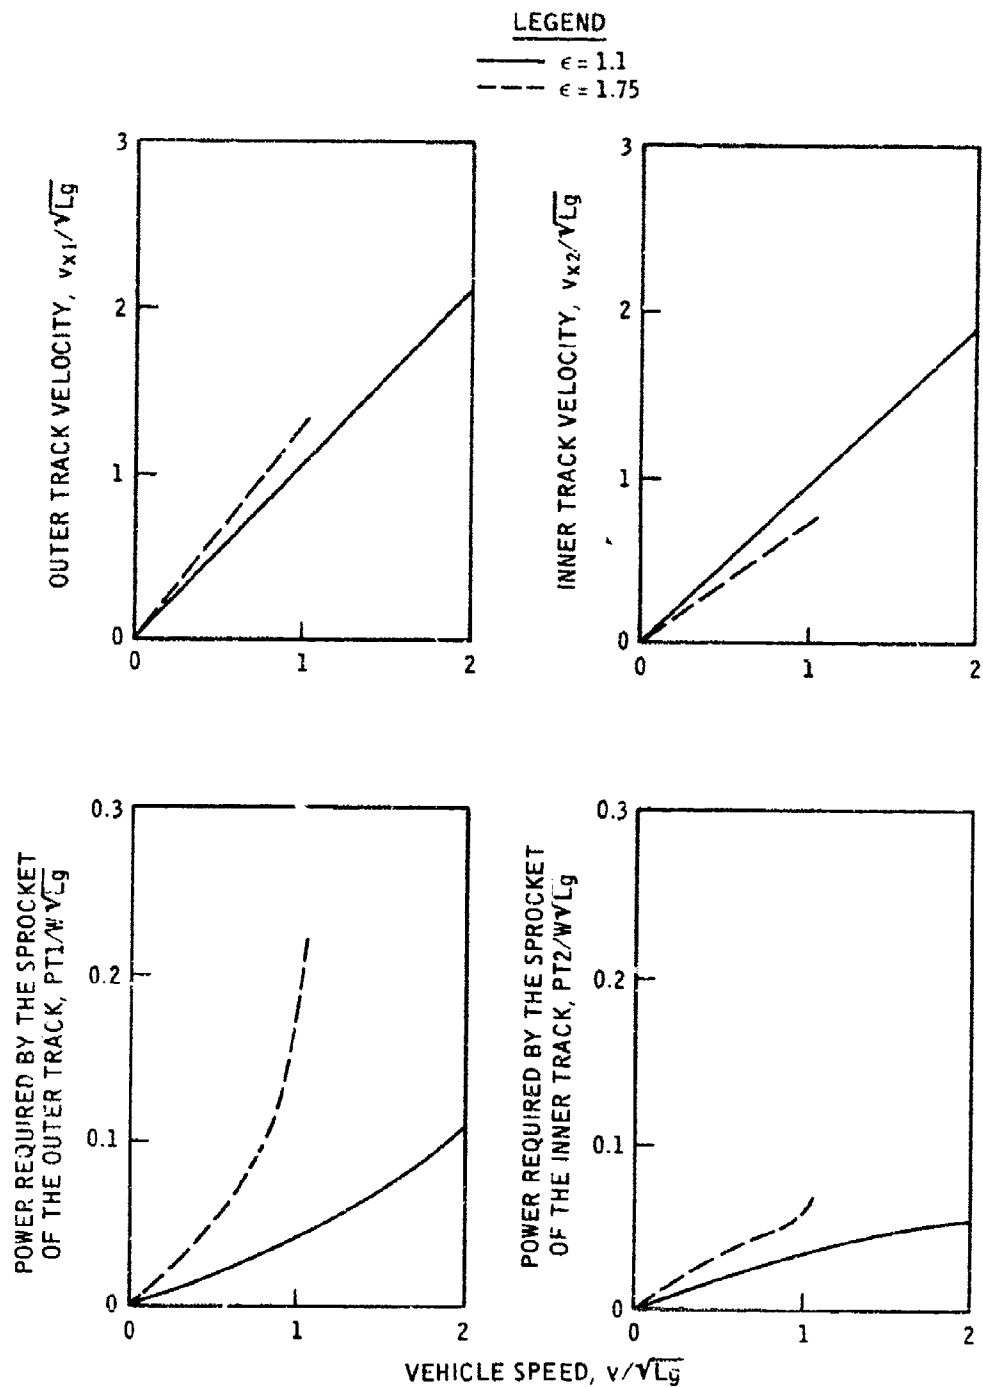 LEGEND
ϵ = 1.1
ϵ = 1.75
OUTER TRACK VELOCITY, vx1/√Lg
3
2
1
0
0 1 2
INNER TRACK VELOCITY, vx2/√Lg
3
2
1
0
0 1 2
POWER REQUIRED BY THE SPROCKET
OF THE OUTER TRACK, PT1/W√Lg
0.3
0.2
0.1
0
0 1 2
POWER REQUIRED BY THE SPROCKET
OF THE INNER TRACK, PT2/W√Lg
0.3
0.2
0.1
0
0 1 2
VEHICLE SPEED, v/√Lg